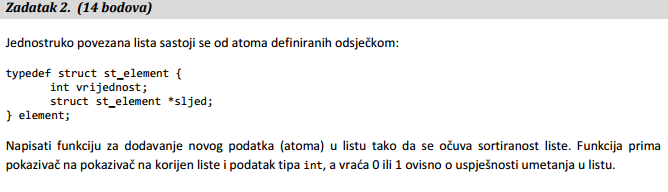 Zadatak 2. (14 bodova)
Jednostruko povezana lista sastoji se od atoma definiranih odsječkom:
typedef struct st_element {
int vrijednost;
struct st_element *sljed;
} element;
Napisati funkciju za dodavanje novog podatka (atoma) u listu tako da se očuva sortiranost liste. Funkcija prima
pokazivač na pokazivač na korijen liste i podatak tipa int, a vraća 0 ili 1 ovisno o uspješnosti umetanja u listu.